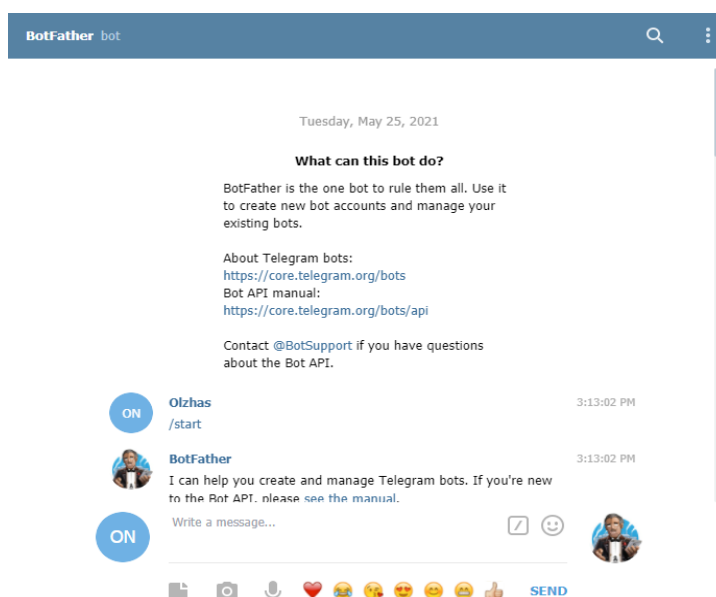 BotFather bot
Tuesday, May 25, 2021
What can this bot do?
BotFather is the one bot to rule them all. Use it
to create new bot accounts and manage your
existing bots.
About Telegram bots:
https://core.telegram.org/bots
Bot API manual:
https://core.telegram.org/bots/api
Contact @BotSupport if you have questions
about the Bot API.
ON
Olzhas
3:13:02 PM
/start
BotFather
3:13:02 PM
I can help you create and manage Telegram bots. If you're new
to the Bot API, please see the manual.
ON
Write a message...
SEND